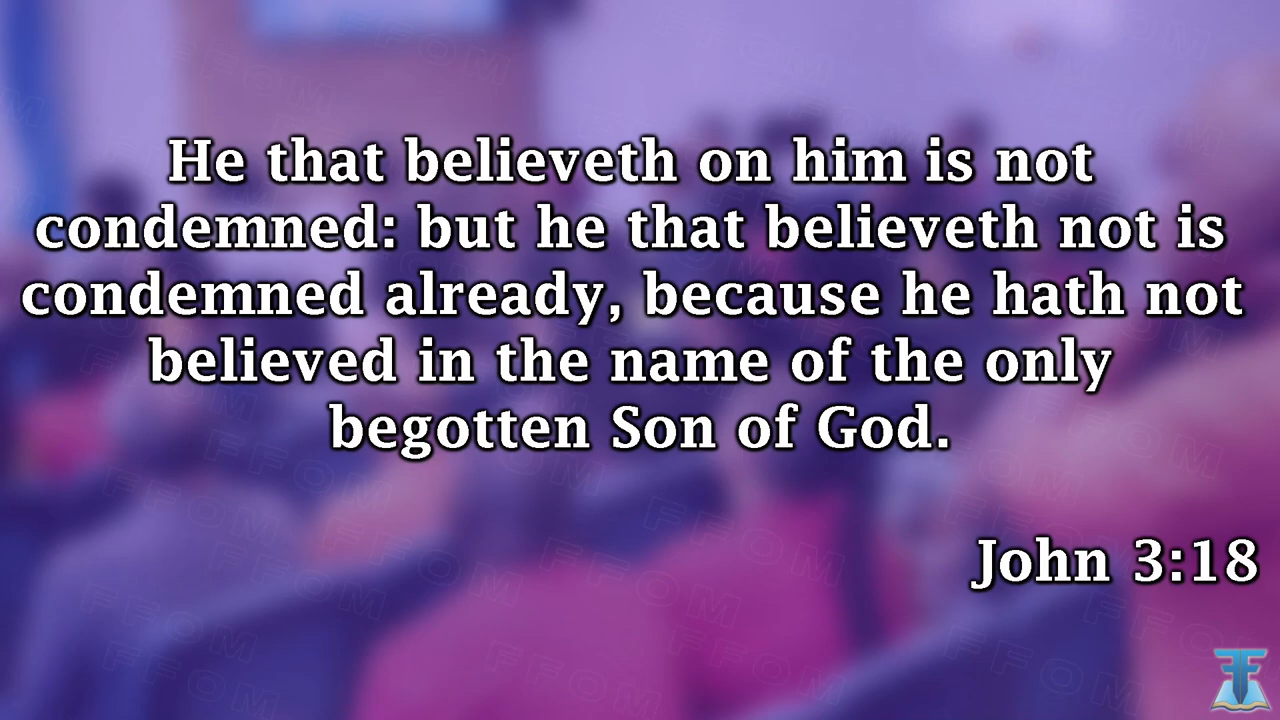 He that believeth on him is not
condemned: but he that believeth not is
condemned already, because he hath not
believed in the name of the only
begotten Son of God.
John 3:18
FFOM